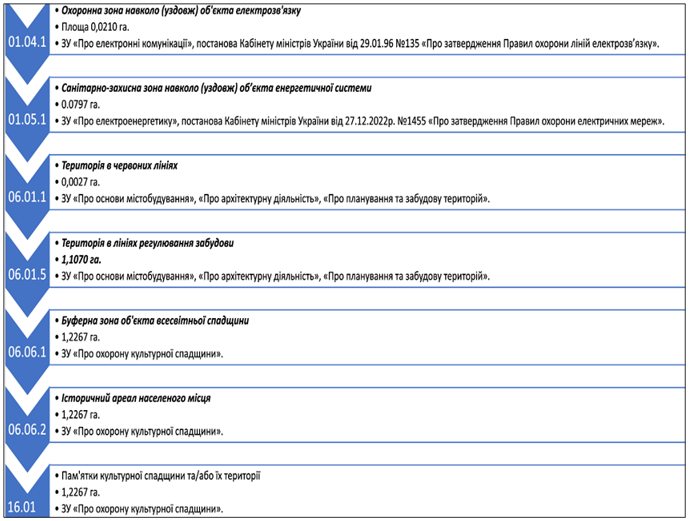 01.04.1
• Охоронна зона навколо (уздовж) об'єкта електрозв'язку
• Площа 0,0210 га.
• ЗУ «Про електронні комунікації», постанова Кабінету міністрів України від 29.01.96 №135 «Про затвердження Правил охорони ліній електрозв’язку».
01.05.1
• Санітарно-захисна зона навколо (уздовж) об’єкта енергетичної системи
• 0.0797 га.
• ЗУ «Про електроенергетику», постанова Кабінету міністрів України від 27.12.2022р. №1455 «Про затвердження Правил охорони електричних мереж».
06.01.1
• Територія в червоних лініях
• 0,0027 га.
• ЗУ «Про основи містобудування», «Про архітектурну діяльність», «Про планування та забудову територій».
06.01.5
• Територія в лініях регулювання забудови
• 1,1070 га.
• ЗУ «Про основи містобудування», «Про архітектурну діяльність», «Про планування та забудову територій».
06.06.1
• Буферна зона об'єкта всесвітньої спадщини
• 1,2267 га.
• ЗУ «Про охорону культурної спадщини».
06.06.2
• Історичний ареал населеного місця
• 1,2267 га.
• ЗУ «Про охорону культурної спадщини».
16.01
• Пам'ятки культурної спадщини та/або їх території
• 1,2267 га.
• ЗУ «Про охорону культурної спадщини».